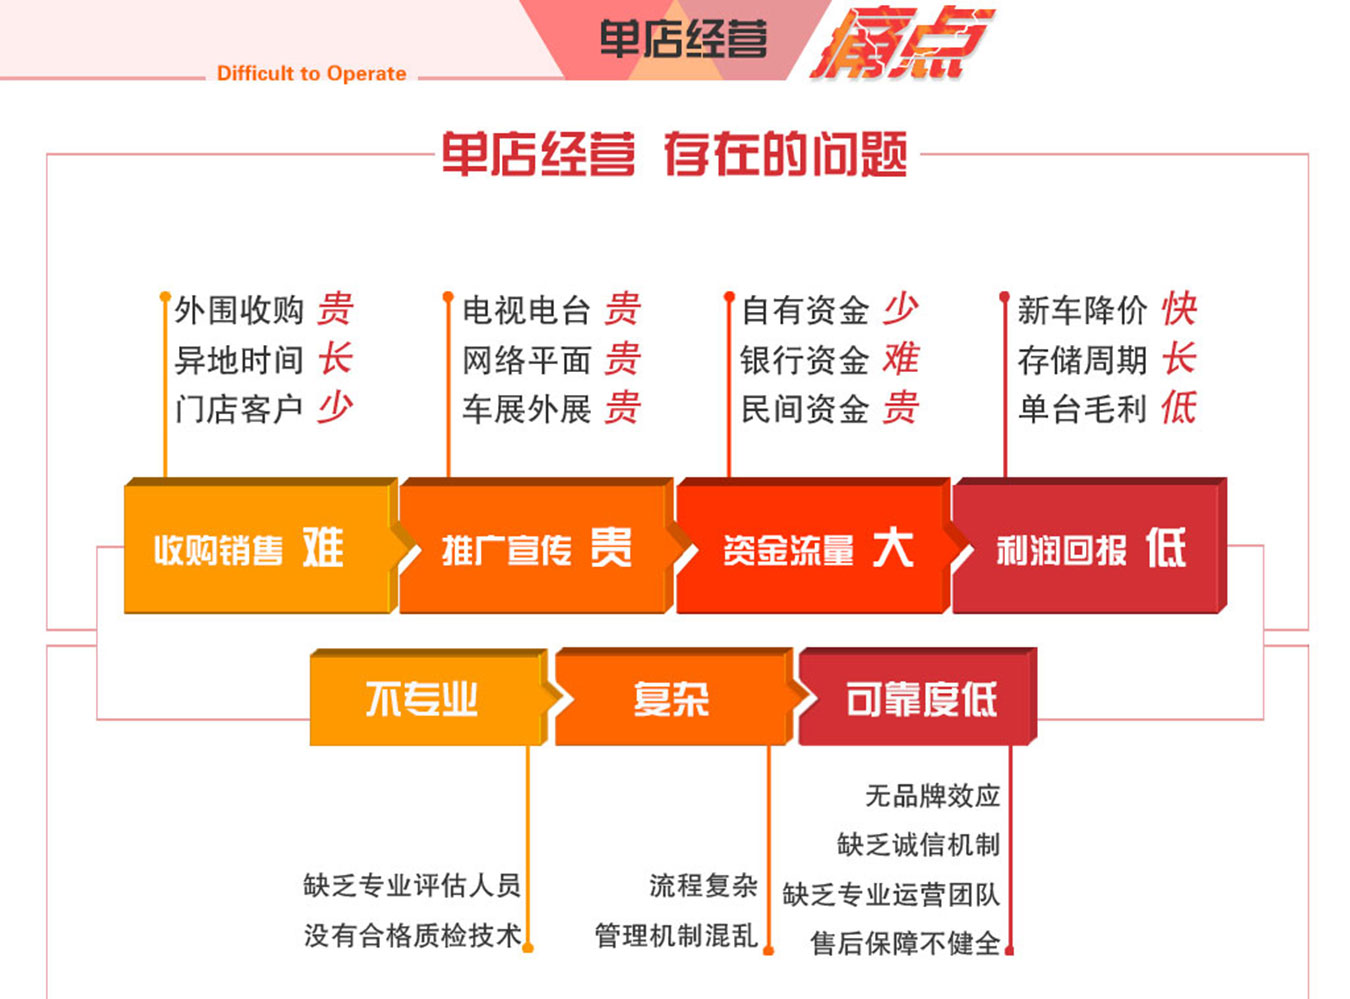 单店经营 痛点
Difficult to Operate
单店经营 存在的问题
外围收购 贵
异地时间 长
门店客户 少
电视电台 贵
网络平面 贵
车展外展 贵
自有资金 少
银行资金 难
民间资金 贵
新车降价 快
存储周期 长
单台毛利 低
收购销售 难
推广宣传 贵
资金流量 大
利润回报 低
不专业
复杂
可靠度低
缺乏专业评估人员
没有合格质检技术
流程复杂
管理机制混乱
无品牌效应
缺乏诚信机制
缺乏专业运营团队
售后保障不健全